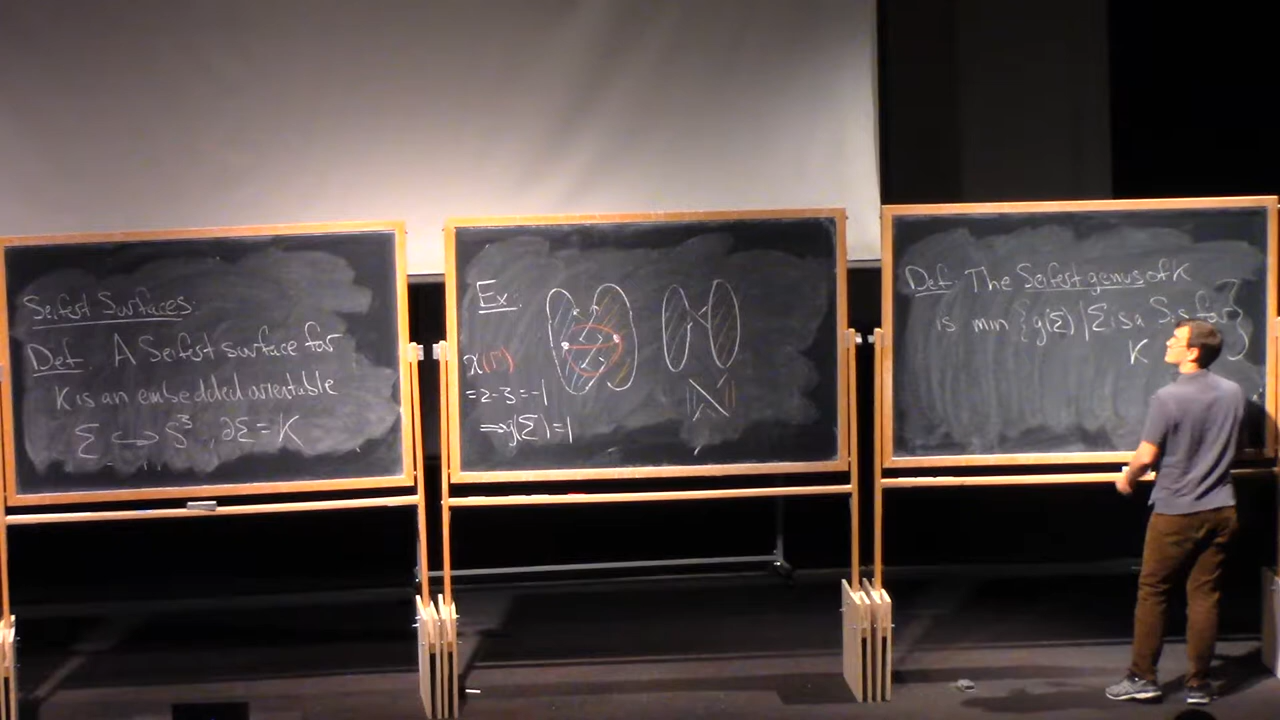 Seifert Surfaces:
Def. A Seifert surface for
K is an embedded orientable
Σ ↪ S³, ∂Σ = K
Ex.
χ(Γ)
= 2-3 = -1
⟹ g(Σ) = 1
Def. The Seifert genus of K
is min {g(Σ) | Σ is a S.s. for
K }